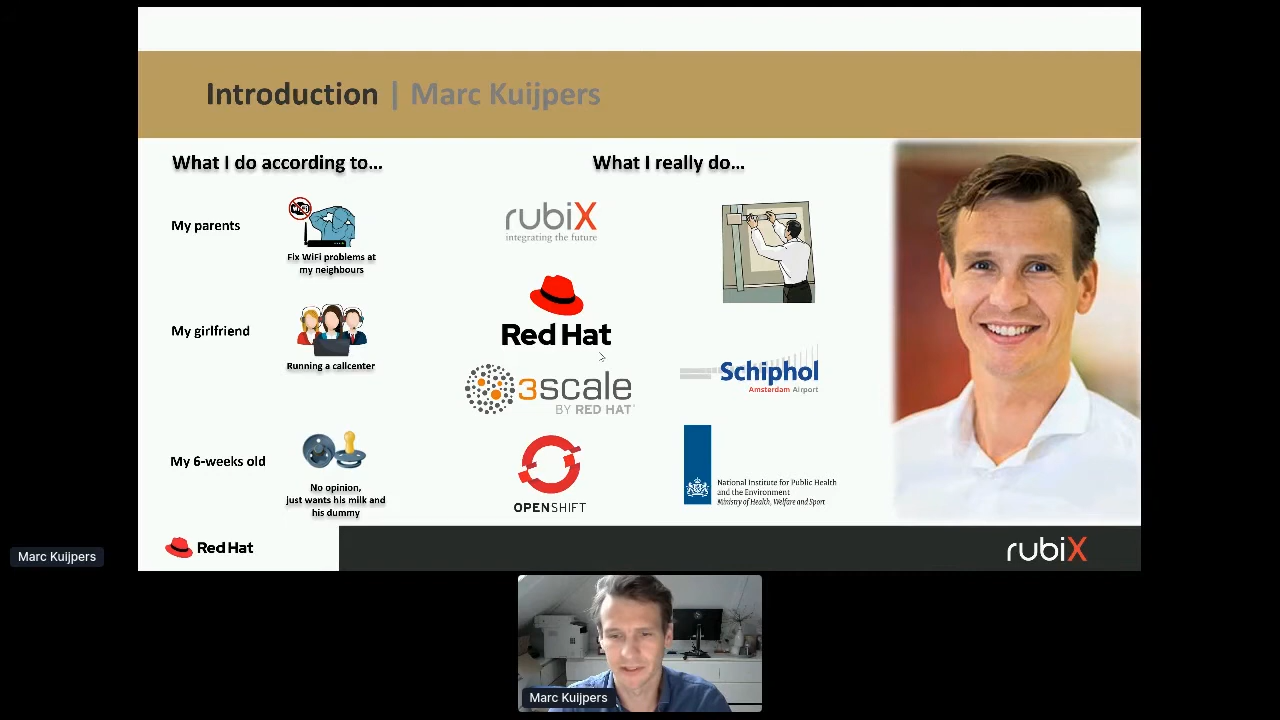 Introduction | Marc Kuijpers
What I do according to...
What I really do...
My parents
Fix WiFi problems at
my neighbours
My girlfriend
Running a callcenter
My 6-weeks old
No opinion,
just wants his milk and
his dummy
rubiX
integrating the future
Red Hat
3scale
BY RED HAT
OPENSHIFT
Schiphol
Amsterdam Airport
National Institute for Public Health
and the Environment
Ministry of Health, Welfare and Sport
Red Hat
rubiX
Marc Kuijpers
Marc Kuijpers